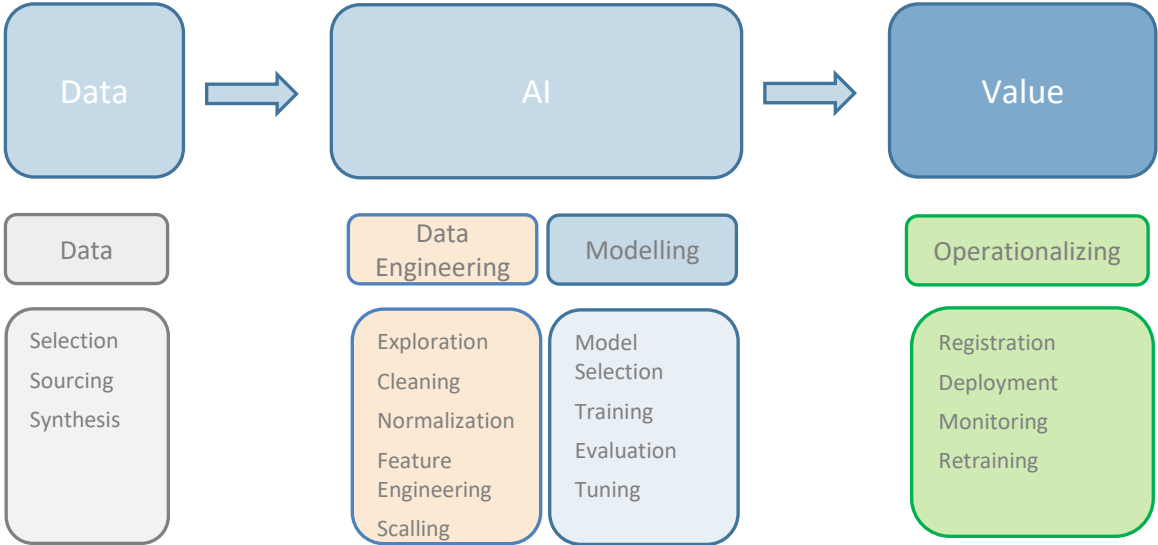 Data
AI
Value
Data
Data
Engineering
Modelling
Operationalizing
Selection
Sourcing
Synthesis
Exploration
Cleaning
Normalization
Feature
Engineering
Scalling
Model
Selection
Training
Evaluation
Tuning
Registration
Deployment
Monitoring
Retraining